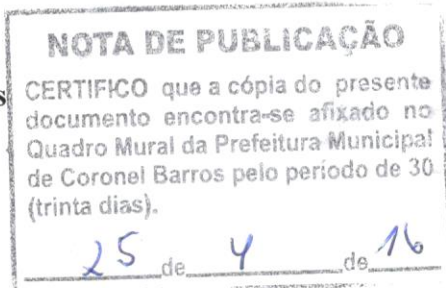 NOTA DE PUBLICAÇÃO
s CERTIFICO que a cópia do presente
documento encontra-se afixado no
Quadro Mural da Prefeitura Municipal
de Coronel Barros pelo período de 30
(trinta dias).
25 de 4 de 16